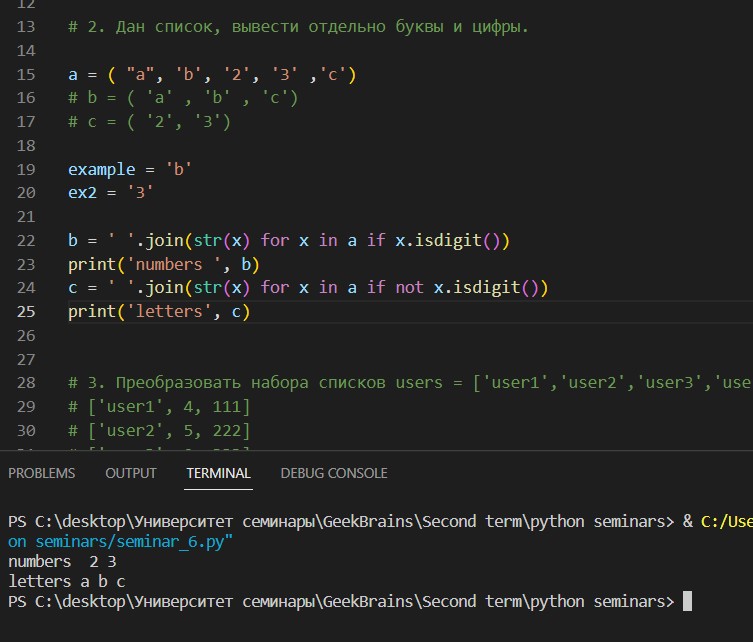 12
13 # 2. Дан список, вывести отдельно буквы и цифры.
14
15 a = ( "a", 'b', '2', '3' ,'c')
16 # b = ( 'a' , 'b' , 'c')
17 # c = ( '2', '3')
18
19 example = 'b'
20 ex2 = '3'
21
22 b = ' '.join(str(x) for x in a if x.isdigit())
23 print('numbers ', b)
24 c = ' '.join(str(x) for x in a if not x.isdigit())
25 print('letters', c)
26
27
28 # 3. Преобразовать набора списков users = ['user1','user2','user3','use
29 # ['user1', 4, 111]
30 # ['user2', 5, 222]
PROBLEMS OUTPUT TERMINAL DEBUG CONSOLE
PS C:\desktop\Университет семинары\GeekBrains\Second term\python seminars> & C:/Use
on seminars/seminar_6.py"
numbers  2 3
letters a b c
PS C:\desktop\Университет семинары\GeekBrains\Second term\python seminars>